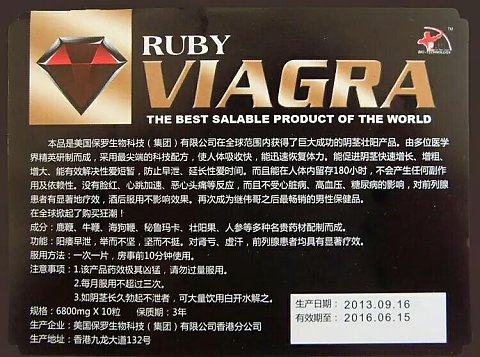 RUBY
VIAGRA
TM
BIO-TECHNOLOGY
THE BEST SALABLE PRODUCT OF THE WORLD
本品是美国保罗生物科技（集团）有限公司在全球范围内获得了巨大成功的阴茎壮阳产品。由多位医学
界精英研制而成，采用最尖端的科技配方，使人体吸收快，能迅速恢复体力。能促进阴茎快速增长、增粗、
增大、能有效解决性爱短暂，防止早泄、延长性爱时间。而且能在人体内留存180小时，不会产生任何副作
用及依赖性。没有脸红、心跳加速、恶心头痛等反应，而且不受心脏病、高血压、糖尿病的影响，对前列腺
患者有显著地疗效，酒后服用不影响效果。再次成为继伟哥之后最畅销的男性保健品。
在全球掀起了购买狂潮！
成分：鹿鞭、牛鞭、海狗鞭、秘鲁玛卡、壮阳果、人参等多种名贵药材配制而成。
功能：阳痿早泄，举而不坚，坚而不挺。对肾亏、虚汗，前列腺患者均具有显著疗效。
服用方法：一次一片，房事前10分钟使用。
注意事项：1.该产品药效极其凶猛，请勿过量服用。
2.每月服用不超过三次。
3.如阴茎长久勃起不泄者，可大量饮用白开水解之。
规格：6800mg X 10粒 保质期：3年
生产企业：美国保罗生物科技（集团）有限公司香港分公司
生产地址：香港九龙大道132号
生产日期：2013.09.16
有效期至：2016.06.15